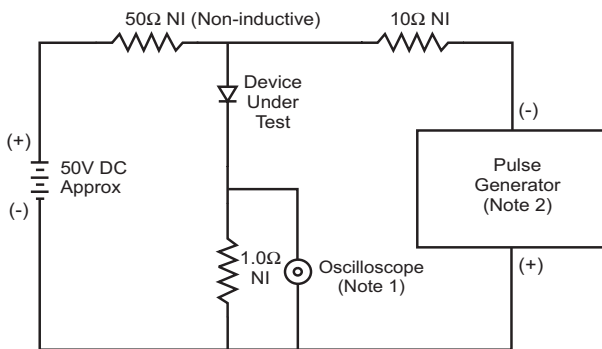 50Ω NI (Non-inductive)
10Ω NI
Device
Under
Test
(+)
50V DC
Approx
(-)
(-)
Pulse
Generator
(Note 2)
(+)
1.0Ω
NI
Oscilloscope
(Note 1)